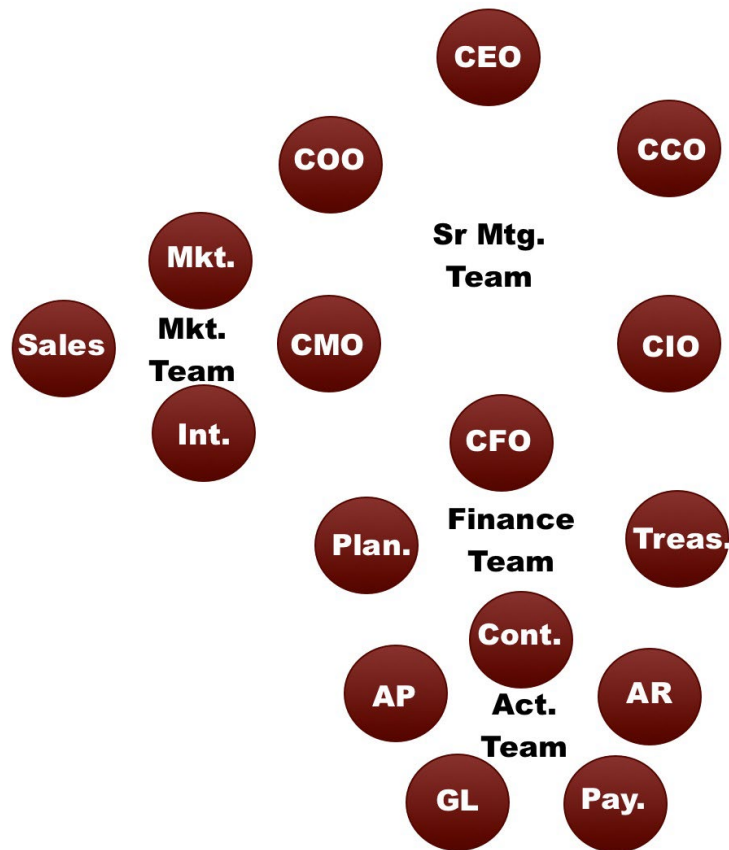 CEO
COO
CCO
Sr Mtg.
Team
Mkt.
Sales
Mkt.
Team
CMO
CIO
Int.
CFO
Finance
Team
Plan.
Treas.
Cont.
AP
AR
Act.
Team
GL
Pay.